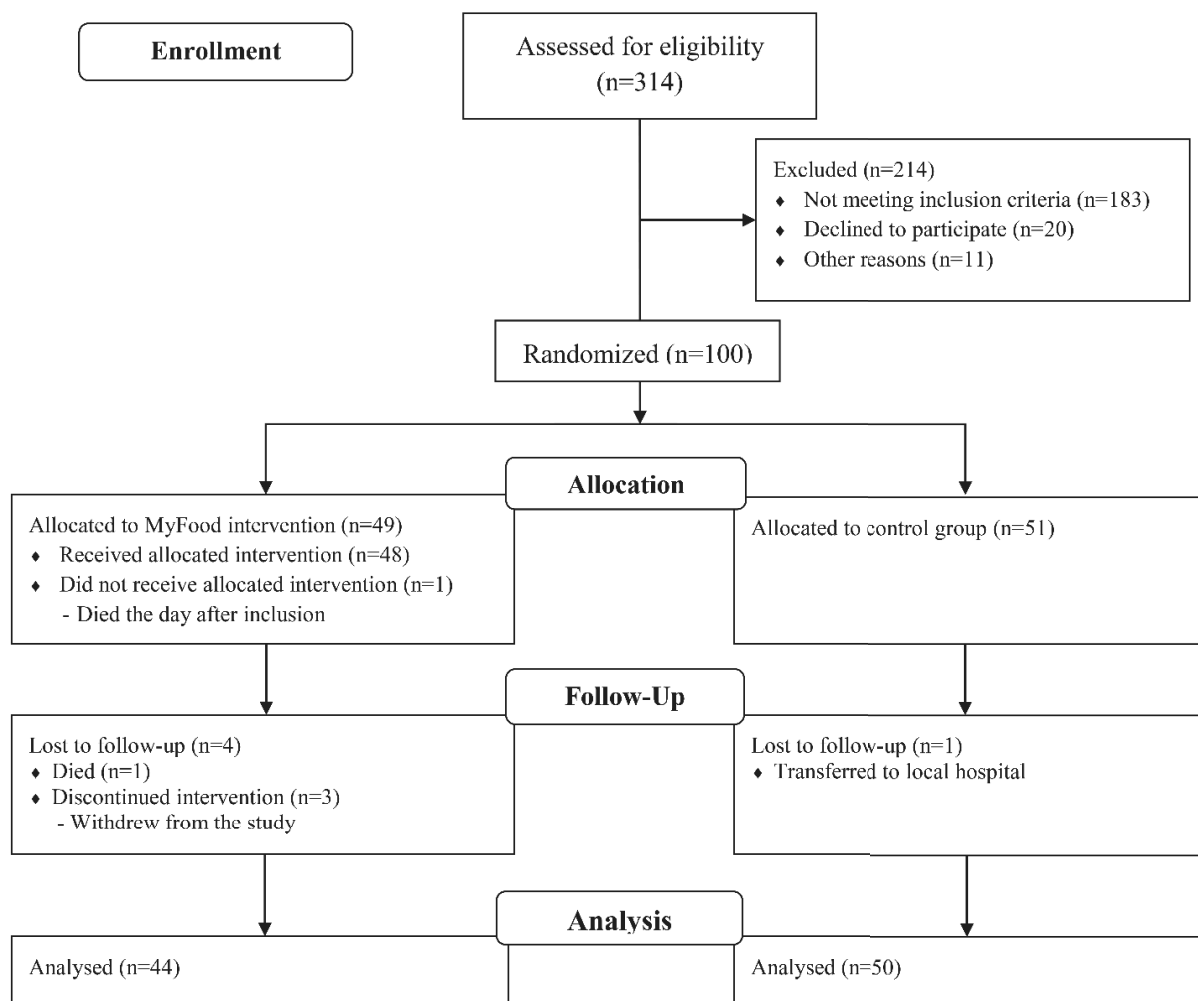 Enrollment
Assessed for eligibility
(n=314)
Excluded (n=214)
♦ Not meeting inclusion criteria (n=183)
♦ Declined to participate (n=20)
♦ Other reasons (n=11)
Randomized (n=100)
Allocation
Allocated to MyFood intervention (n=49)
♦ Received allocated intervention (n=48)
♦ Did not receive allocated intervention (n=1)
- Died the day after inclusion
Allocated to control group (n=51)
Follow-Up
Lost to follow-up (n=4)
♦ Died (n=1)
♦ Discontinued intervention (n=3)
- Withdrew from the study
Lost to follow-up (n=1)
♦ Transferred to local hospital
Analysis
Analysed (n=44)
Analysed (n=50)